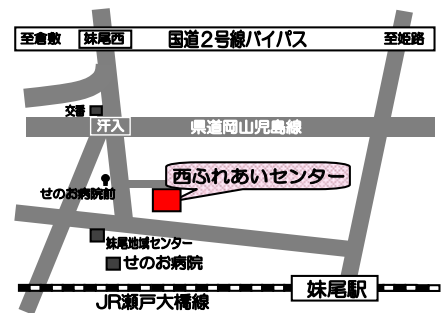 至倉敷 妹尾西 国道2号線バイパス 至姫路
交番
汗入 県道岡山児島線
西ふれあいセンター
せのお病院前
妹尾地域センター
せのお病院
妹尾駅
JR瀬戸大橋線